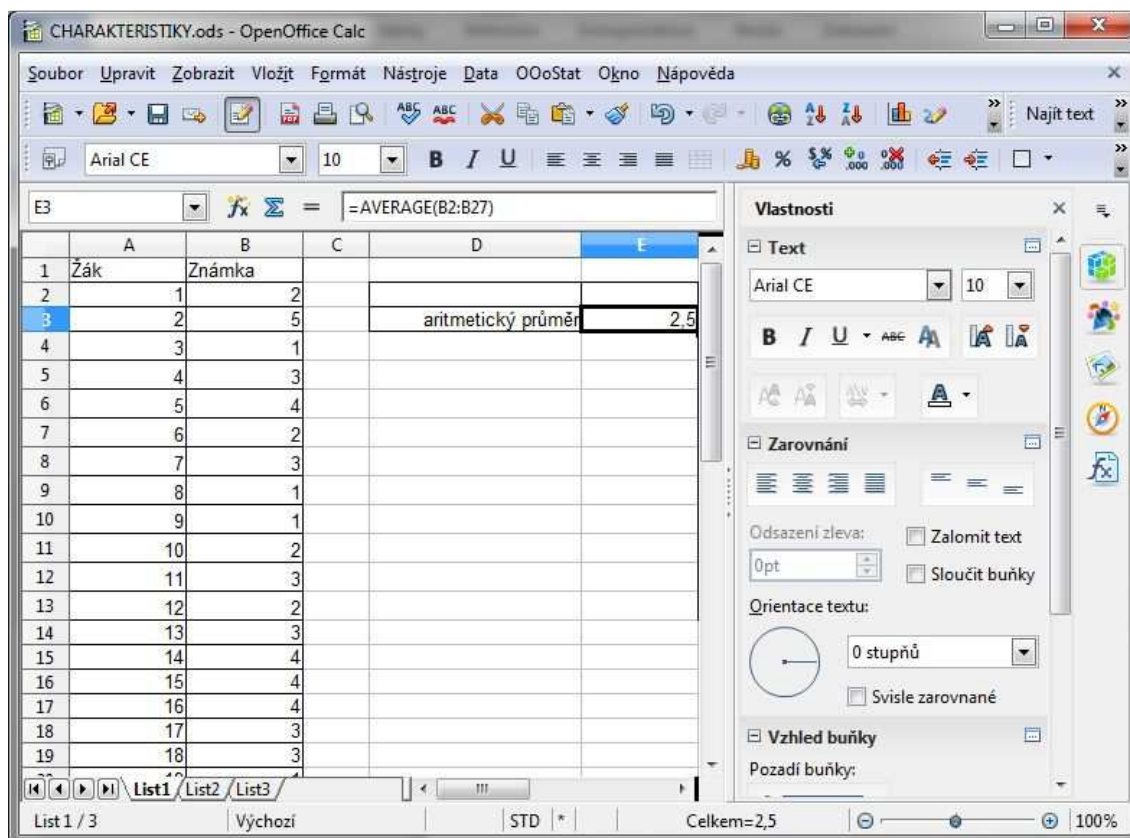 CHARAKTERISTIKY.ods - OpenOffice Calc
Soubor Upravit Zobrazit Vložit Formát Nástroje Data OOoStat Okno Nápověda
Najít text
Arial CE 10 B I U
E3 =AVERAGE(B2:B27)
A B C D E
1 Žák Známka
2 1 2
3 2 5 aritmetický průměr 2,5
4 3 1
5 4 3
6 5 4
7 6 2
8 7 3
9 8 1
10 9 1
11 10 2
12 11 3
13 12 2
14 13 3
15 14 4
16 15 4
17 16 4
18 17 3
19 18 3
List1 List2 List3
List 1 / 3 Výchozí STD * Celkem=2,5 100%
Vlastnosti
Text
Arial CE 10
B I U ABC
Zarovnání
Odsazení zleva: Zalomit text
0pt Sloučit buňky
Orientace textu:
0 stupňů
Svisle zarovnané
Vzhled buňky
Pozadí buňky: